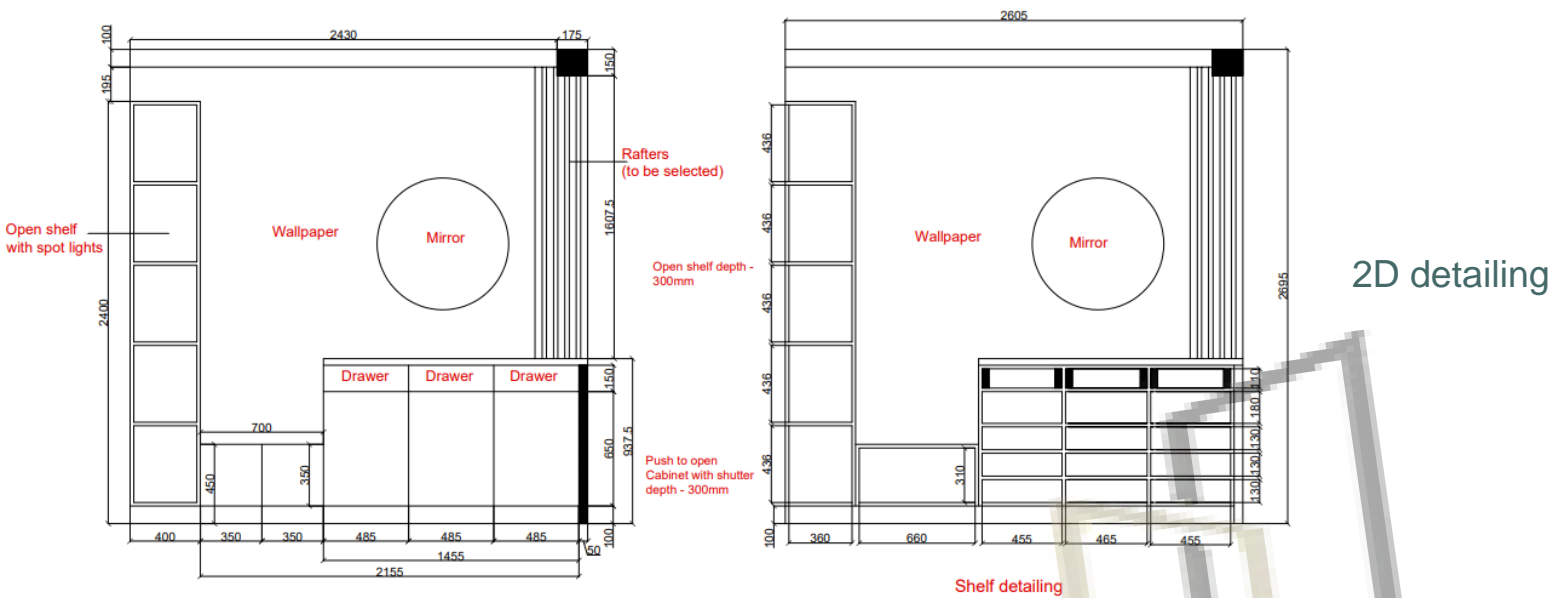 2430
175
100
150
195
Rafters
(to be selected)
Open shelf
with spot lights
Wallpaper
Mirror
1607.5
2400
Drawer
Drawer
Drawer
150
700
450
350
650
937.5
400
350
350
485
485
485
100
50
1455
2155
2605
436
436
436
436
436
Wallpaper
Mirror
Open shelf depth -
300mm
2695
Push to open
Cabinet with shutter
depth - 300mm
310
110
180
130
130
130
100
360
660
455
465
455
Shelf detailing
2D detailing